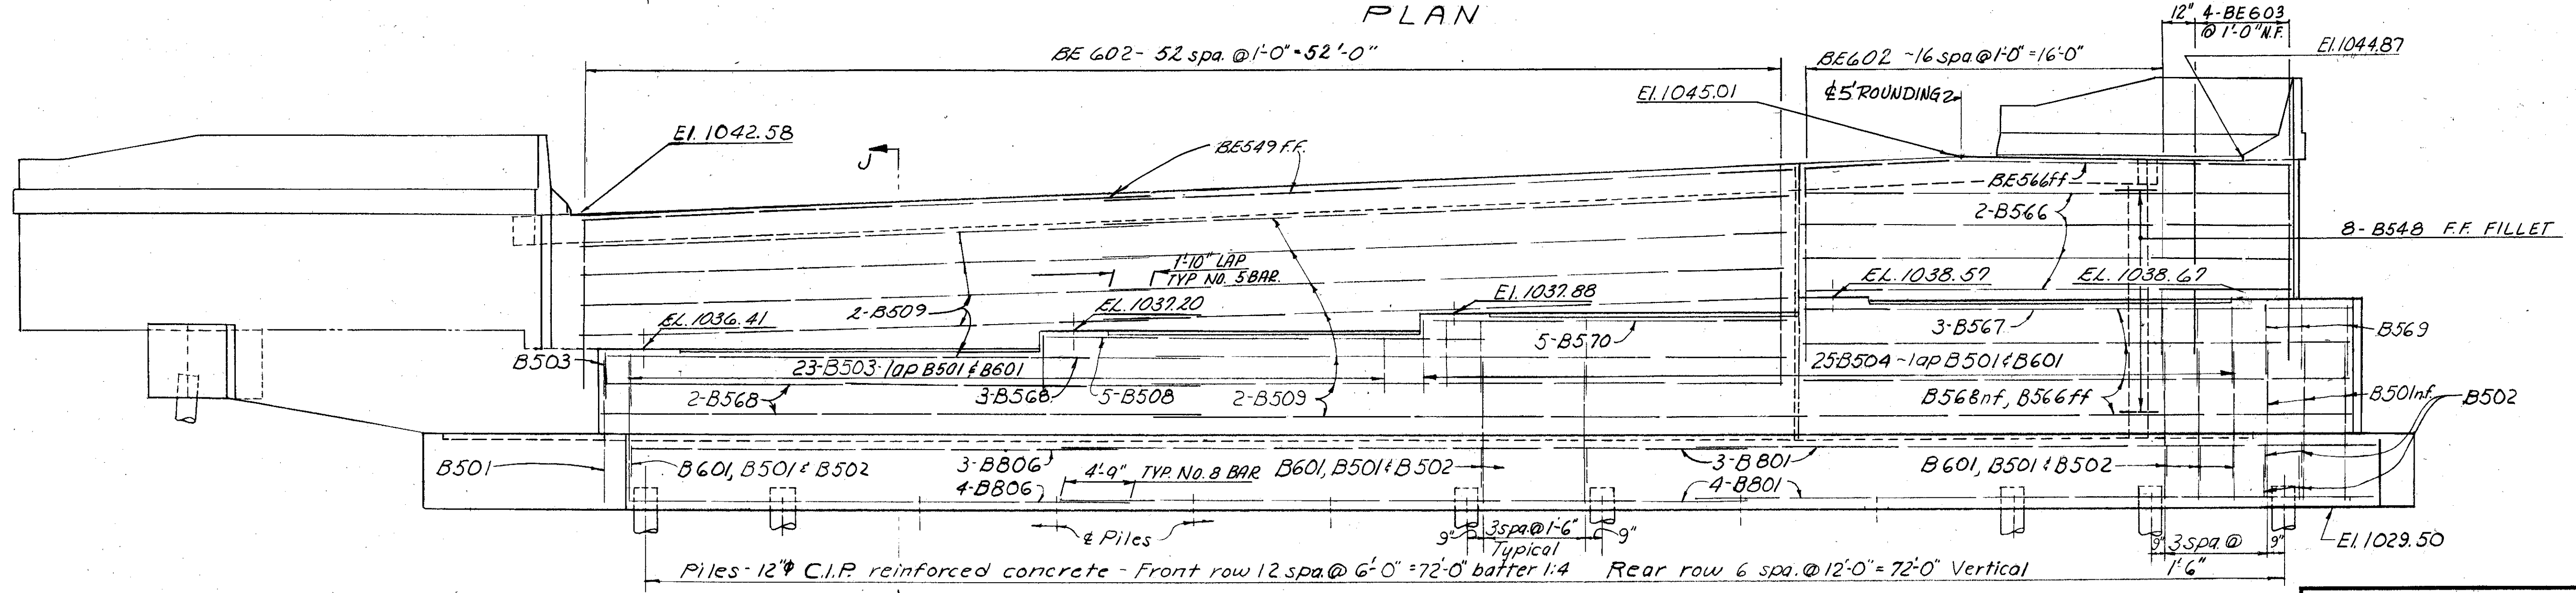 PLAN
12" 4-BE603
@ 1'-0" N.F.
El. 1044.87
BE 602 - 52 spa. @ 1'-0" = 52'-0"
BE602 - 16 spa @ 1'-0" = 16'-0"
El. 1045.01
℄ 5' ROUNDING
El. 1042.58
J
BE549 F.F.
BE566ff
2-B566
8-B548 F.F. FILLET
1'-10" LAP
TYP NO. 5 BAR.
EL. 1038.57
EL. 1038.67
EL. 1036.41
2-B509
EL. 1037.20
El. 1037.88
5-B570
3-B567
B569
B503
23-B503-lap B501 & B601
25-B504-lap B501 & B601
2-B568
3-B568
5-B508
2-B509
B568nf, B566ff
B501nf
B502
B501
B601, B501 & B502
3-B806
4-B806
4'-9" TYP. NO. 8 BAR
B601, B501 & B502
3-B801
4-B801
B601, B501 & B502
℄ Piles
9" 3 spa. @ 1'-6" 9"
Typical
9" 3 spa. @ 9"
1'-6"
El. 1029.50
Piles - 12"ϕ C.I.P. reinforced concrete - Front row 12 spa. @ 6'-0" = 72'-0" batter 1:4 Rear row 6 spa. @ 12'-0" = 72'-0" Vertical